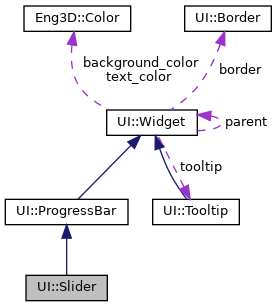 Eng3D::Color
UI::Border
background_color
text_color
border
UI::Widget
parent
tooltip
UI::ProgressBar
UI::Tooltip
UI::Slider